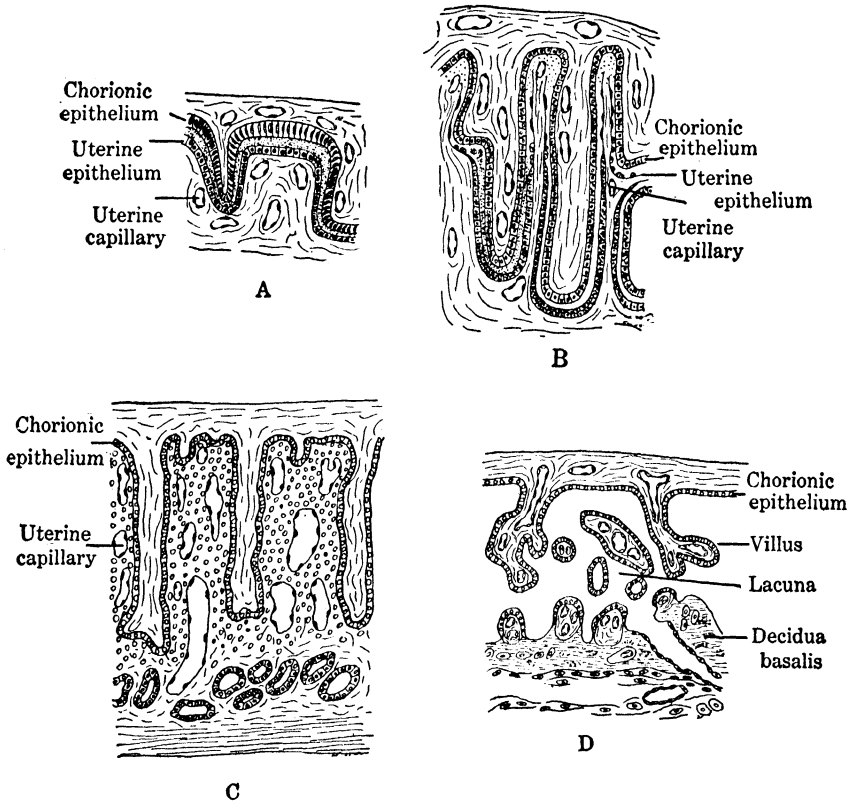 Chorionic
epithelium
Uterine
epithelium
Uterine
capillary
A
Chorionic
epithelium
Uterine
epithelium
Uterine
capillary
B
Chorionic
epithelium
Uterine
capillary
C
Chorionic
epithelium
Villus
Lacuna
Decidua
basalis
D